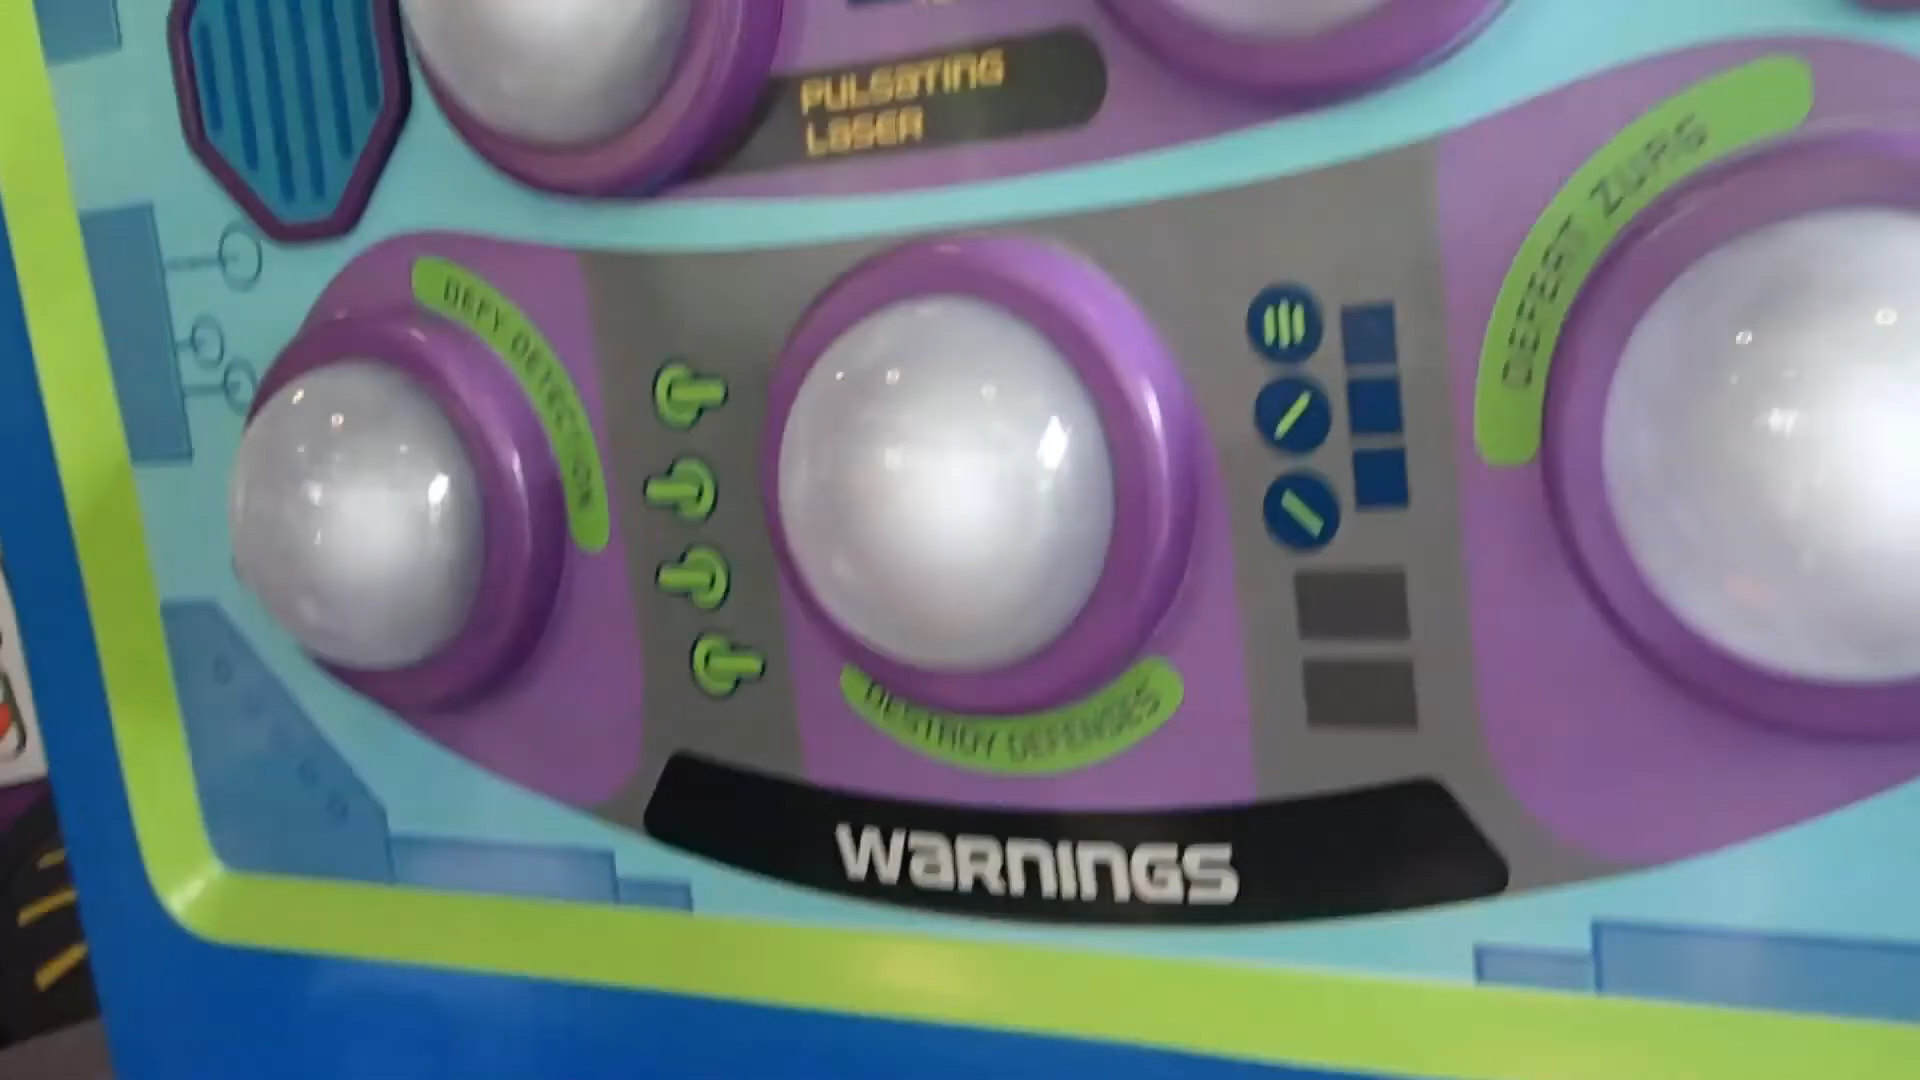 PULSATING
LASER
DEFY DETECTION
DEFEAT ZURG
DESTROY DEFENSES
WARNINGS